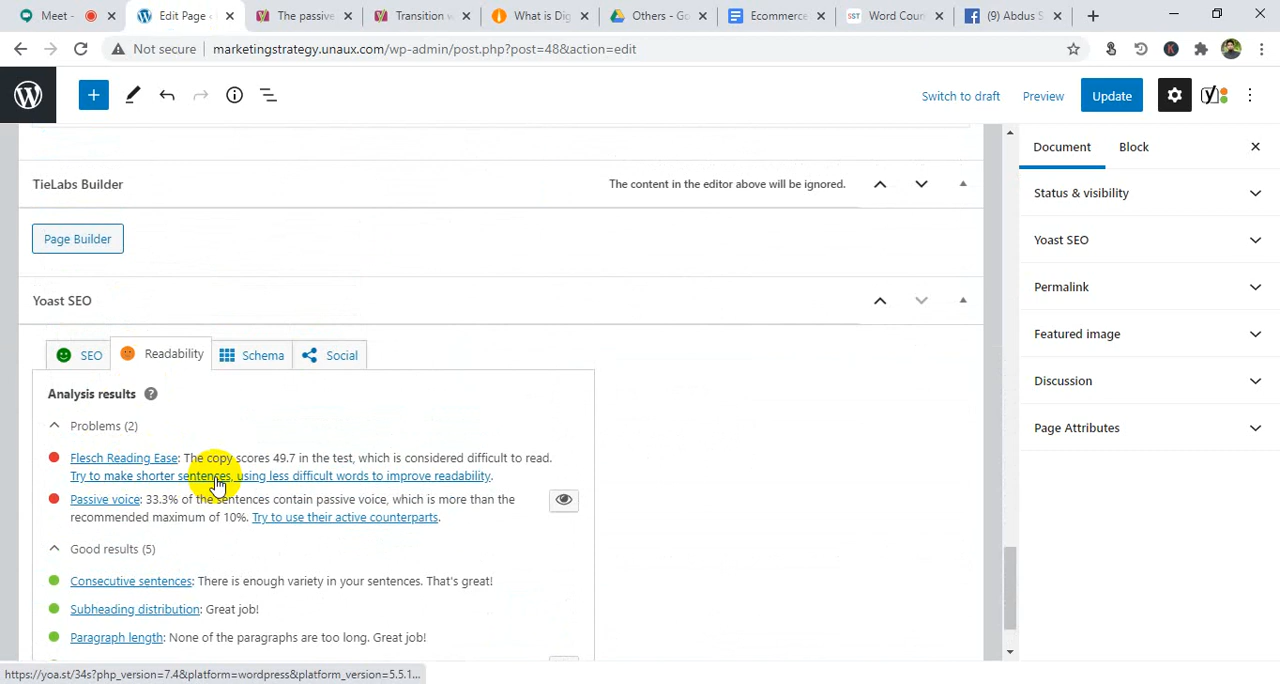 Meet -
Edit Page
The passive
Transition w
What is Dig
Others - Go
Ecommerce
Word Coun
(9) Abdus S
Not secure
marketingstrategy.unaux.com/wp-admin/post.php?post=48&action=edit
K
Switch to draft
Preview
Update
Document
Block
TieLabs Builder
The content in the editor above will be ignored.
Status & visibility
Page Builder
Yoast SEO
Permalink
Yoast SEO
Featured image
SEO
Readability
Schema
Social
Discussion
Analysis results
Problems (2)
Page Attributes
Flesch Reading Ease: The copy scores 49.7 in the test, which is considered difficult to read.
Try to make shorter sentences, using less difficult words to improve readability.
Passive voice: 33.3% of the sentences contain passive voice, which is more than the
recommended maximum of 10%. Try to use their active counterparts.
Good results (5)
Consecutive sentences: There is enough variety in your sentences. That's great!
Subheading distribution: Great job!
Paragraph length: None of the paragraphs are too long. Great job!
https://yoa.st/34s?php_version=7.4&platform=wordpress&platform_version=5.5.1...